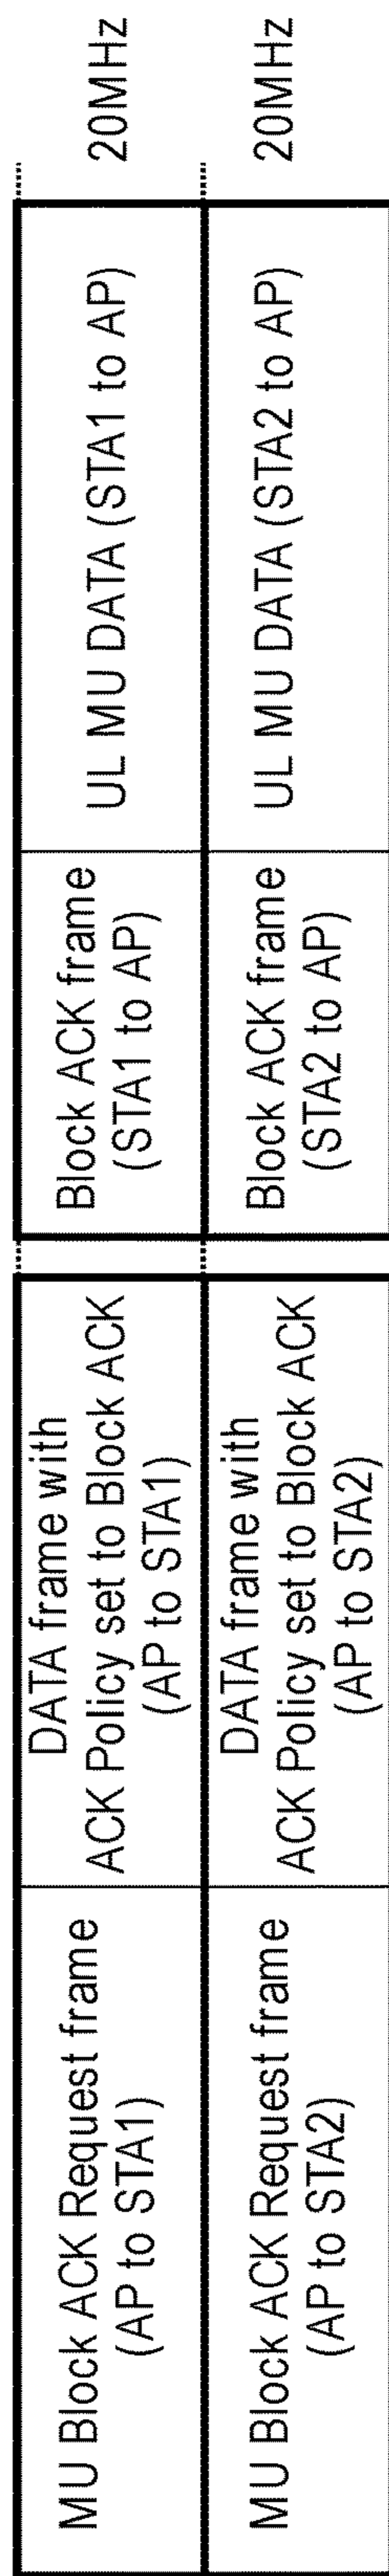 MU Block ACK Request frame
(AP to STA1)
DATA frame with
ACK Policy set to Block ACK
(AP to STA1)
Block ACK frame
(STA1 to AP)
UL MU DATA (STA1 to AP)
20MHz
MU Block ACK Request frame
(AP to STA2)
DATA frame with
ACK Policy set to Block ACK
(AP to STA2)
Block ACK frame
(STA2 to AP)
UL MU DATA (STA2 to AP)
20MHz